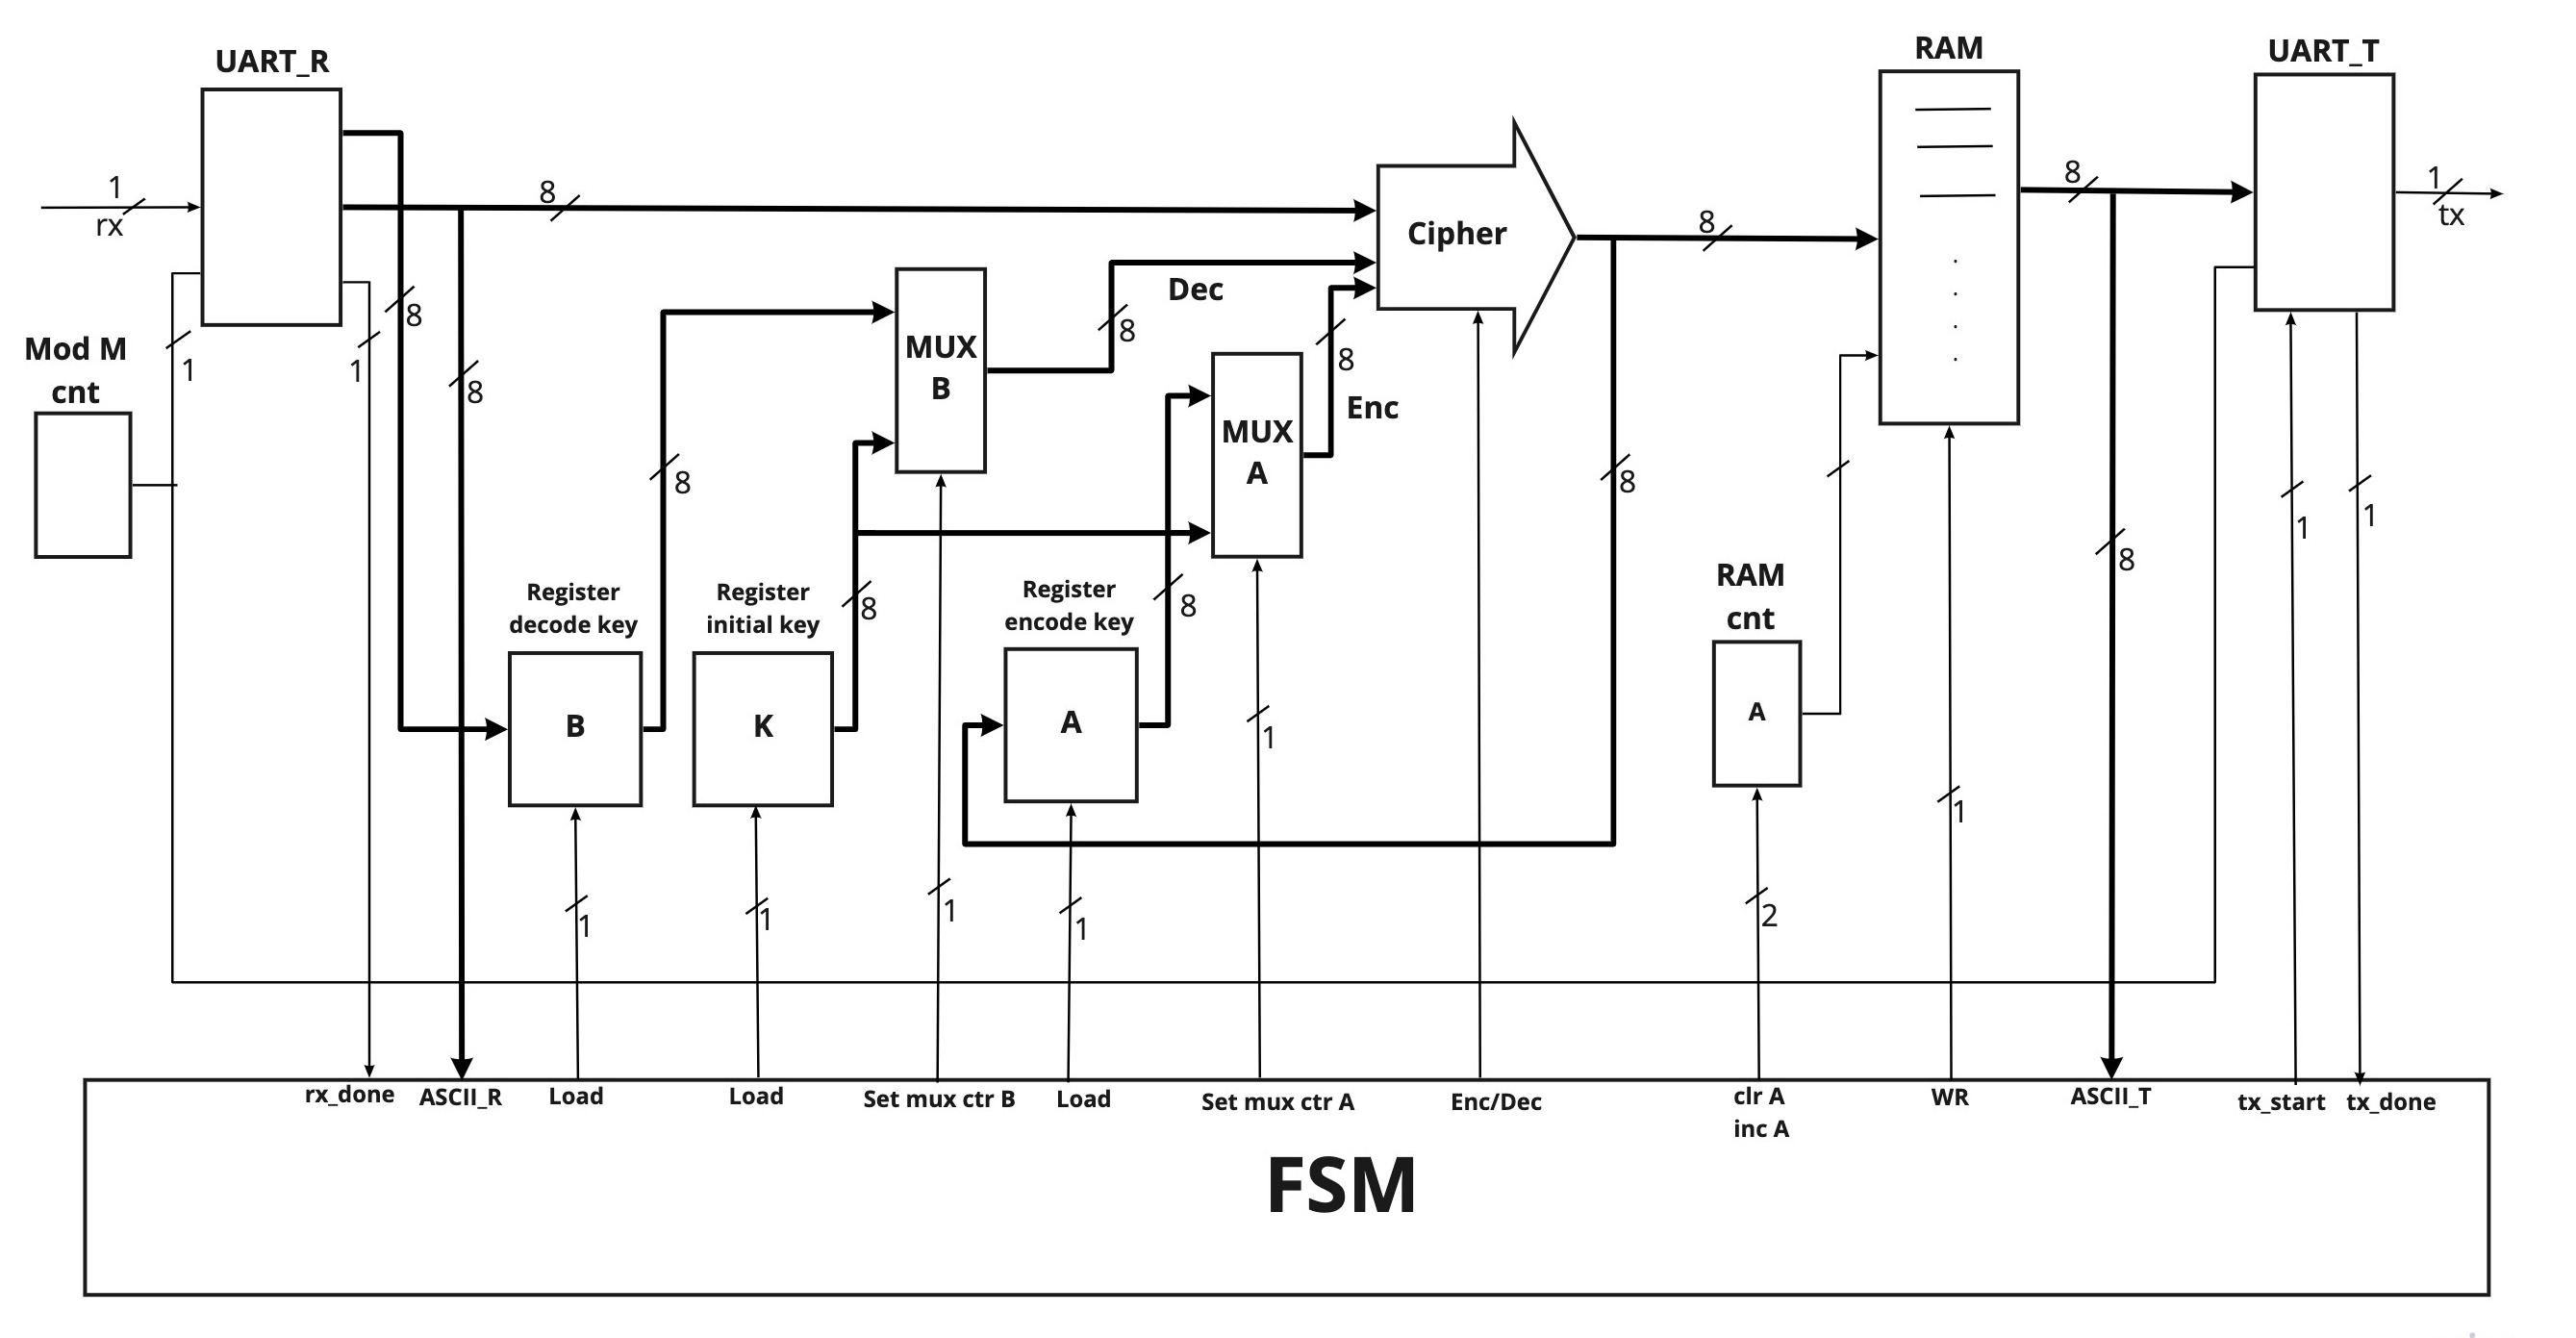 UART_R
RAM
UART_T
1
rx
8
8
8
1
tx
Cipher
Dec
8
1
1
8
8
MUX
B
8
8
Enc
MUX
A
Mod M
cnt
8
8
8
1
1
8
Register
decode key
Register
initial key
8
Register
encode key
8
RAM
cnt
B
K
A
A
1
1
1
1
1
1
2
rx_done
ASCII_R
Load
Load
Set mux ctr B
Load
Set mux ctr A
Enc/Dec
clr A
inc A
WR
ASCII_T
tx_start
tx_done
FSM